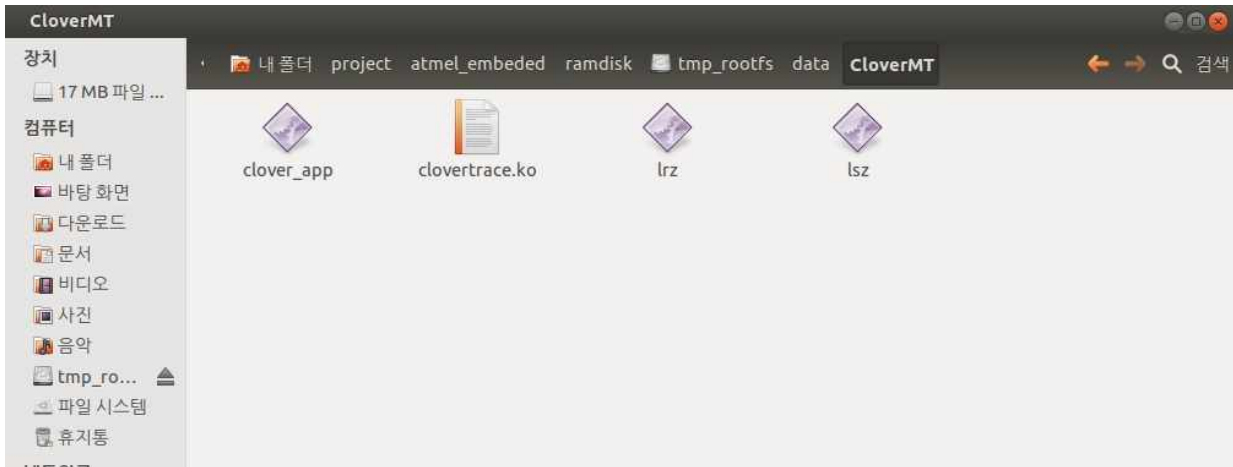 CloverMT
장치
17 MB 파일 ...
컴퓨터
내 폴더
바탕 화면
다운로드
문서
비디오
사진
음악
tmp_ro...
파일 시스템
휴지통
내 폴더 project atmel_embeded ramdisk tmp_rootfs data CloverMT 검색
clover_app clovertrace.ko lrz lsz